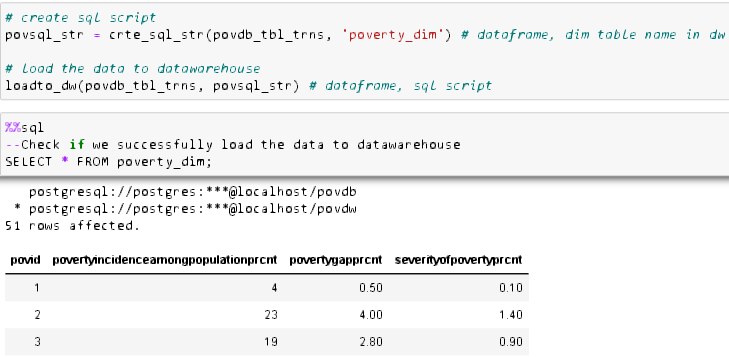 # create sql script
povsql_str = crte_sql_str(povdb_tbl_trns, 'poverty_dim') # dataframe, dim table name in dw
# load the data to datawarehouse
loadto_dw(povdb_tbl_trns, povsql_str) # dataframe, sql script
%%sql
--Check if we successfully load the data to datawarehouse
SELECT * FROM poverty_dim;
postgresql://postgres:***@localhost/povdb
* postgresql://postgres:***@localhost/povdw
51 rows affected.
povid povertyincidenceamongpopulationprcnt povertygapprcnt severityofpovertyprcnt
1 4 0.50 0.10
2 23 4.00 1.40
3 19 2.80 0.90